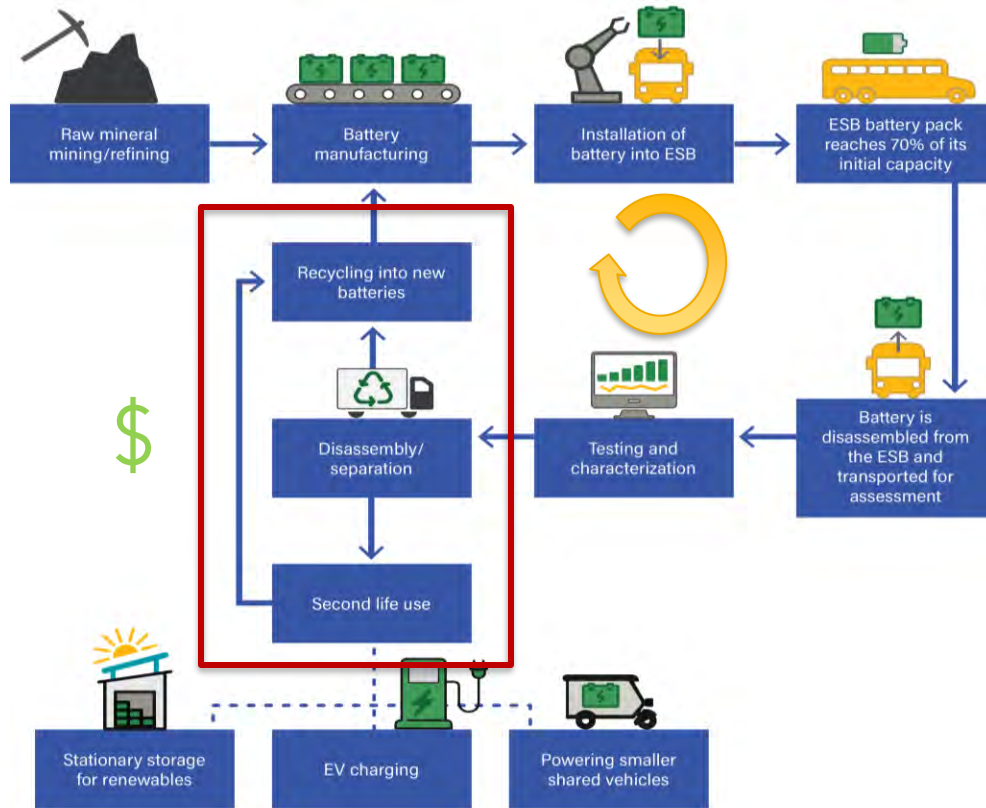 Raw mineral
mining/refining
Battery
manufacturing
Installation of
battery into ESB
ESB battery pack
reaches 70% of its
initial capacity
Recycling into new
batteries
$
Disassembly/
separation
Testing and
characterization
Battery is
disassembled from
the ESB and
transported for
assessment
Second life use
Stationary storage
for renewables
EV charging
Powering smaller
shared vehicles